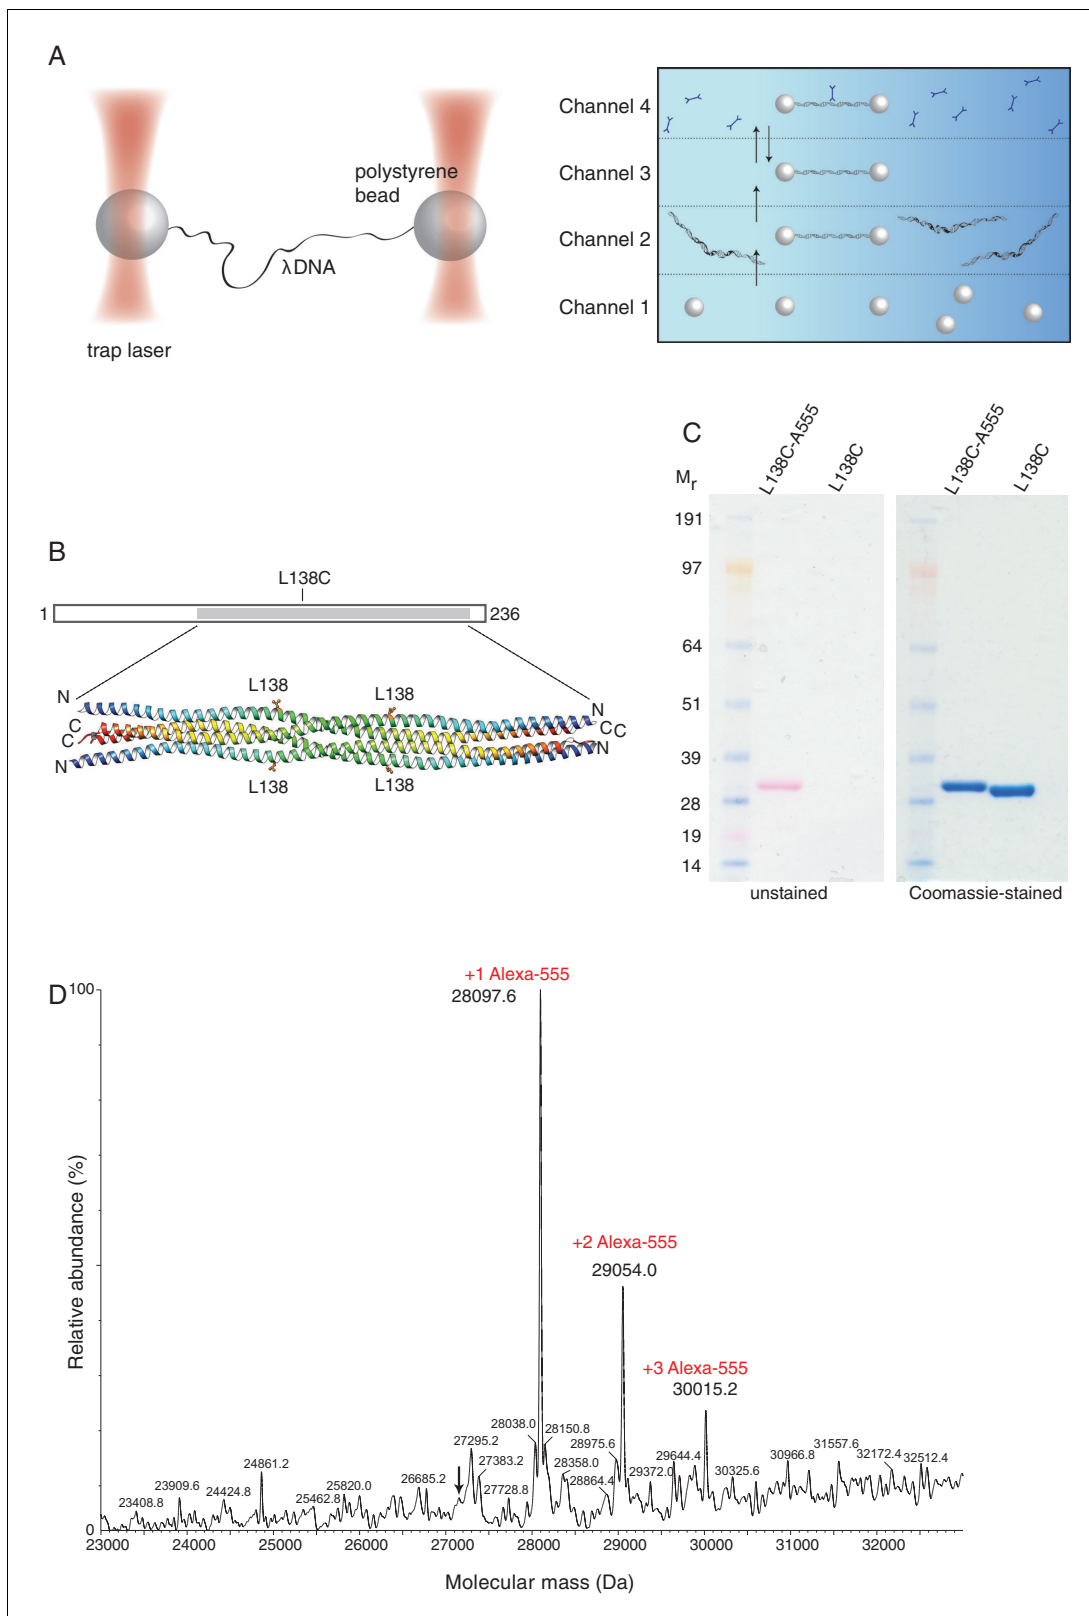 A
polystyrene
bead
λDNA
trap laser
Channel 4
Channel 3
Channel 2
Channel 1
B
L138C
1
236
N
L138
L138
N
C
C
C
C
N
N
L138
L138
C
L138C-A555
L138C
L138C-A555
L138C
Mr
191
97
64
51
39
28
19
14
unstained
Coomassie-stained
D
100
0
Relative abundance (%)
+1 Alexa-555
28097.6
+2 Alexa-555
29054.0
+3 Alexa-555
30015.2
23408.8
23909.6
24424.8
24861.2
25462.8
25820.0
26685.2
27295.2
27383.2
27728.8
28038.0
28150.8
28358.0
28864.4
28975.6
29372.0
29644.4
30325.6
30966.8
31557.6
32172.4
32512.4
23000 24000 25000 26000 27000 28000 29000 30000 31000 32000
Molecular mass (Da)